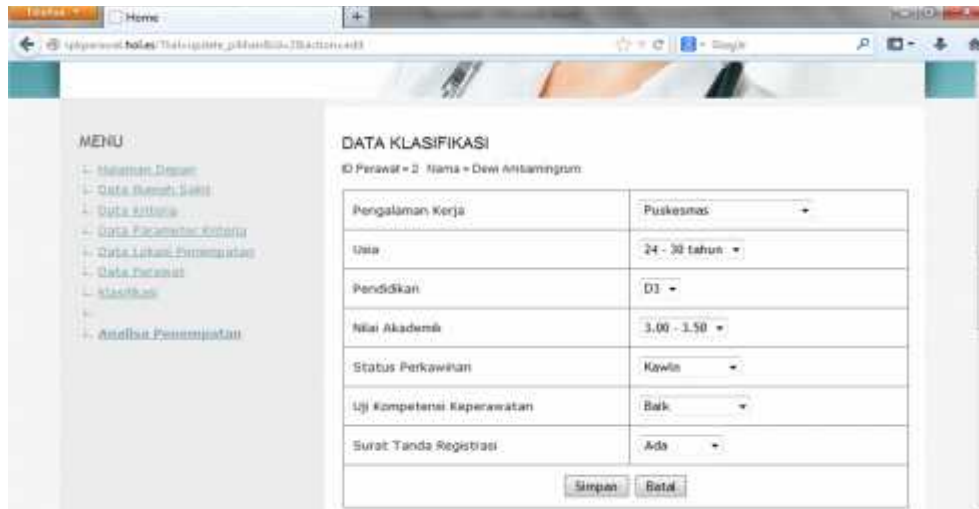 Firefox
Home
+
Google
MENU
Halaman Depan
Data Rumah Sakit
Data Kriteria
Data Parameter Kriteria
Data Lokasi Penempatan
Data Perawat
Klasifikasi
Analisa Penempatan
DATA KLASIFIKASI
ID Perawat = 2 Nama = Dewi
Pengalaman Kerja Puskesmas
Usia 24 - 30 tahun
Pendidikan D3
Nilai Akademik 3.00 - 3.50
Status Perkawinan Kawin
Uji Kompetensi Keperawatan Baik
Surat Tanda Registrasi Ada
Simpan Batal